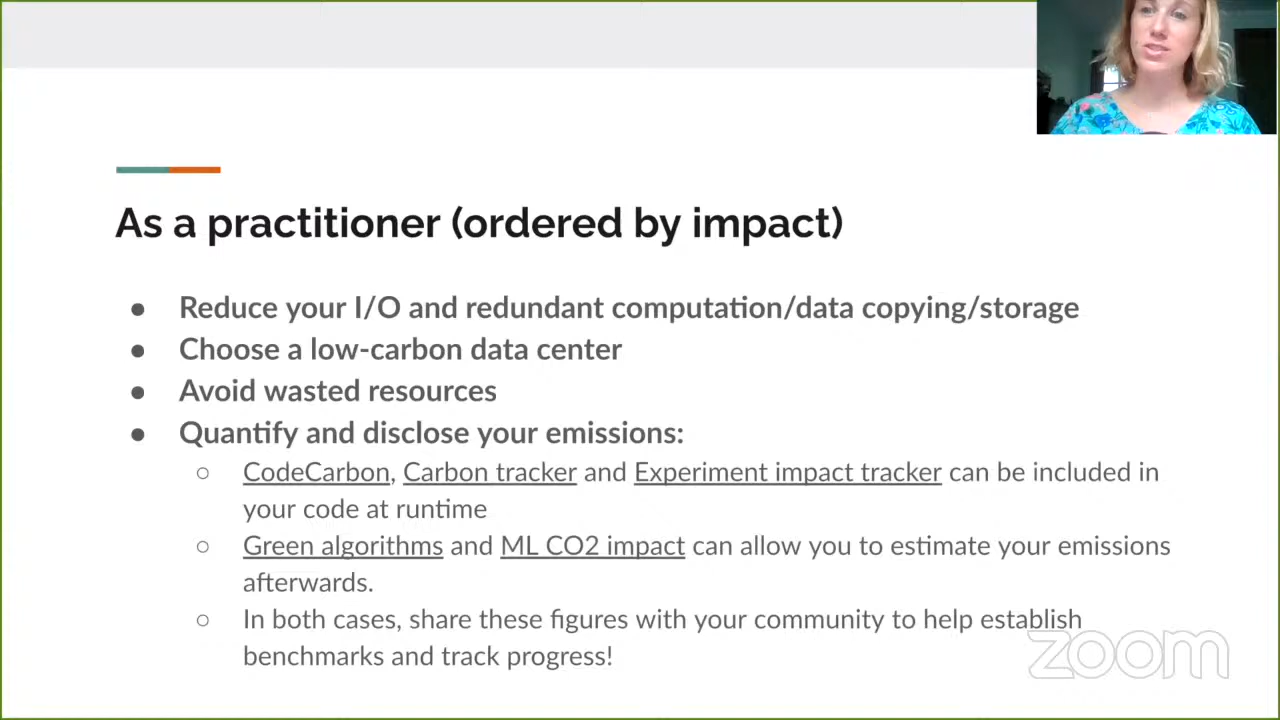 As a practitioner (ordered by impact)
● Reduce your I/O and redundant computation/data copying/storage
● Choose a low-carbon data center
● Avoid wasted resources
● Quantify and disclose your emissions:
○ CodeCarbon, Carbon tracker and Experiment impact tracker can be included in
your code at runtime
○ Green algorithms and ML CO2 impact can allow you to estimate your emissions
afterwards.
○ In both cases, share these figures with your community to help establish
benchmarks and track progress!
zoom